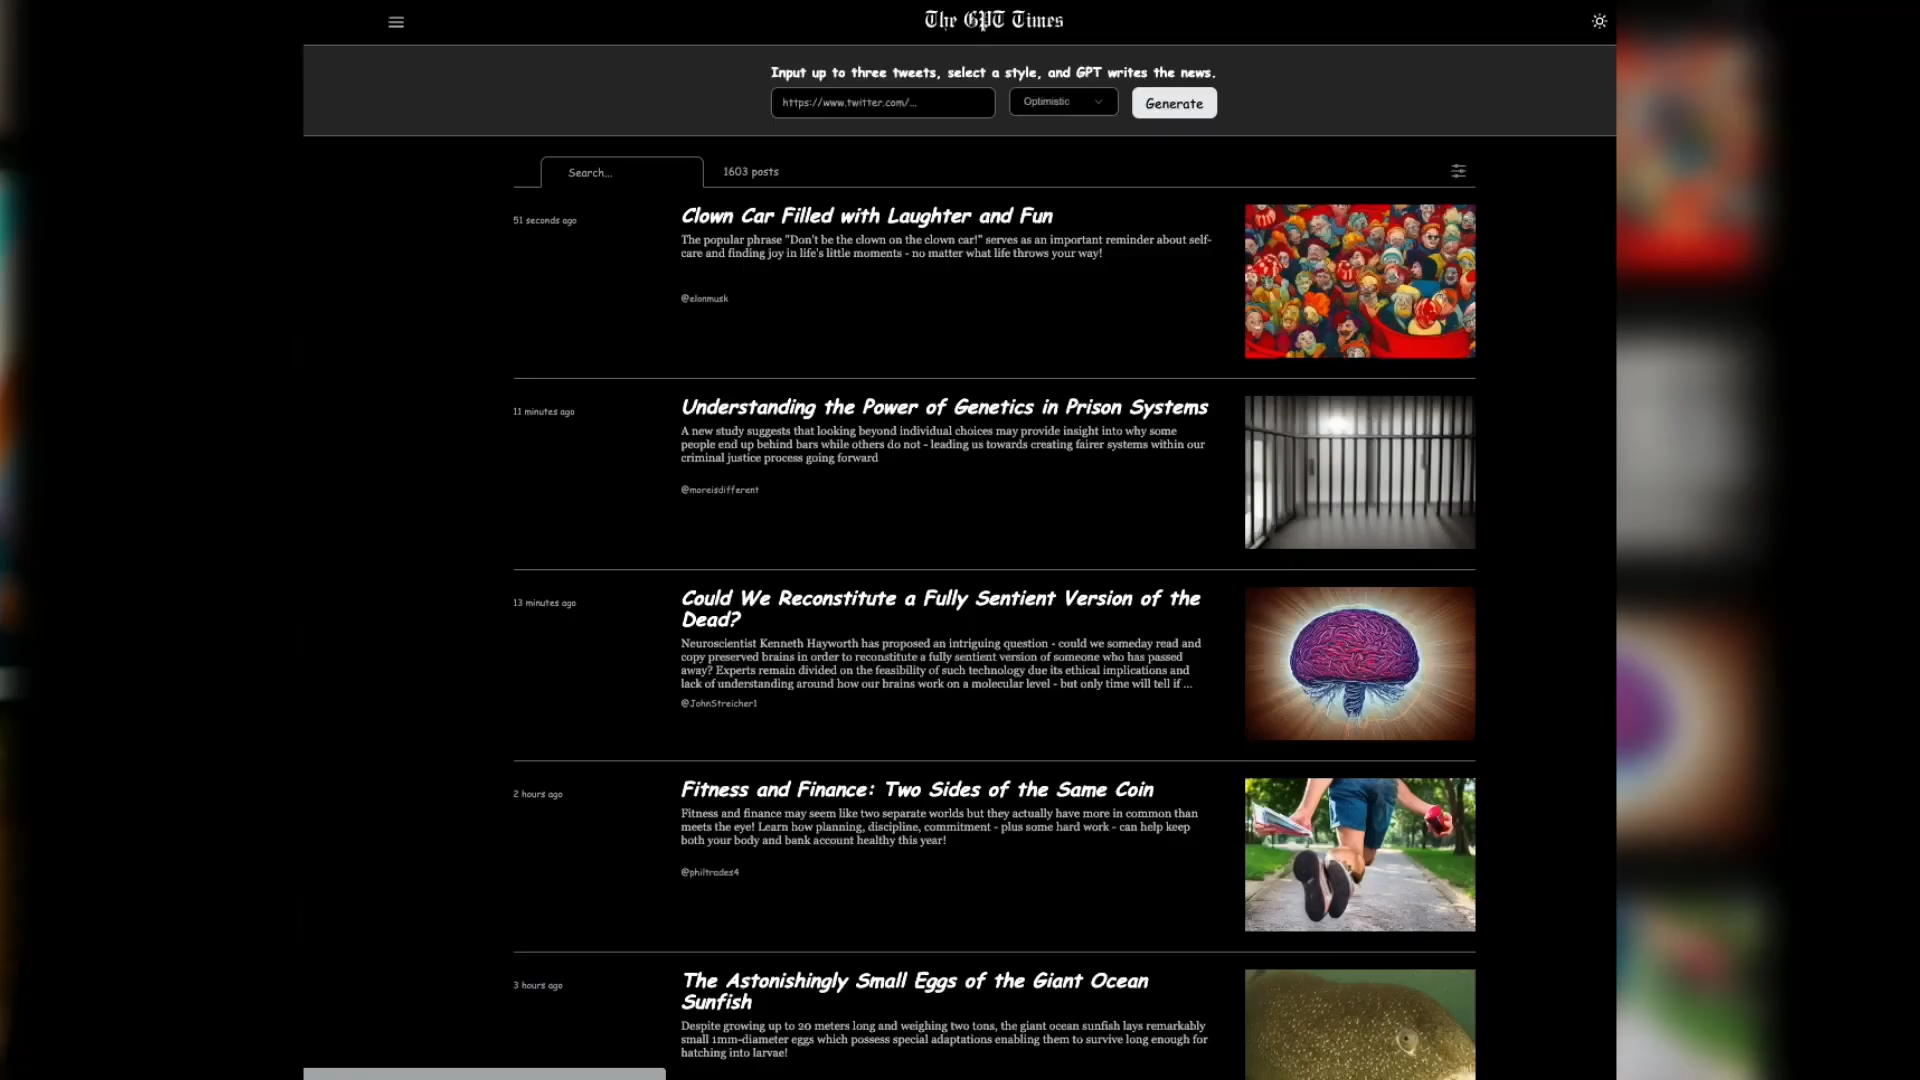 The GPT Times
Input up to three tweets, select a style, and GPT writes the news.
https://www.twitter.com/...
Optimistic
Generate
Search...
1603 posts
51 seconds ago
Clown Car Filled with Laughter and Fun
The popular phrase "Don't be the clown on the clown car!" serves as an important reminder about self-
care and finding joy in life's little moments - no matter what life throws your way!
@elonmusk
11 minutes ago
Understanding the Power of Genetics in Prison Systems
A new study suggests that looking beyond individual choices may provide insight into why some
people end up behind bars while others do not - leading us towards creating fairer systems within our
criminal justice process going forward
@moreisdifferent
13 minutes ago
Could We Reconstitute a Fully Sentient Version of the
Dead?
Neuroscientist Kenneth Hayworth has proposed an intriguing question - could we someday read and
copy preserved brains in order to reconstitute a fully sentient version of someone who has passed
away? Experts remain divided on the feasibility of such technology due its ethical implications and
lack of understanding around how our brains work on a molecular level - but only time will tell if ...
@JohnStreicher1
2 hours ago
Fitness and Finance: Two Sides of the Same Coin
Fitness and finance may seem like two separate worlds but they actually have more in common than
meets the eye! Learn how planning, discipline, commitment - plus some hard work - can help keep
both your body and bank account healthy this year!
@philtrades4
3 hours ago
The Astonishingly Small Eggs of the Giant Ocean
Sunfish
Despite growing up to 20 meters long and weighing two tons, the giant ocean sunfish lays remarkably
small 1mm-diameter eggs which possess special adaptations enabling them to survive long enough for
hatching into larvae!